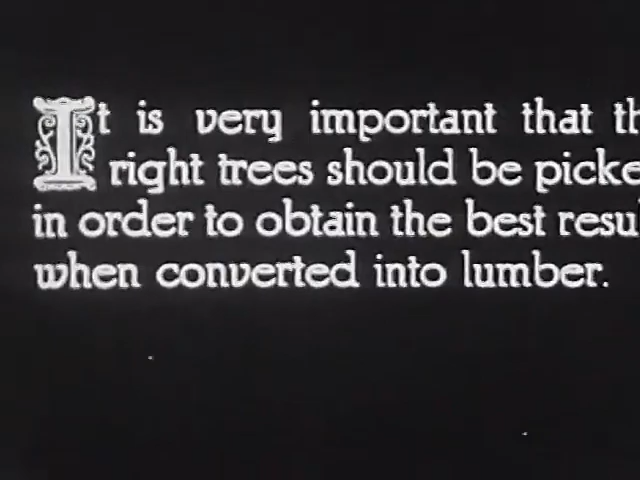 It is very important that th
right trees should be picke
in order to obtain the best resu
when converted into lumber.